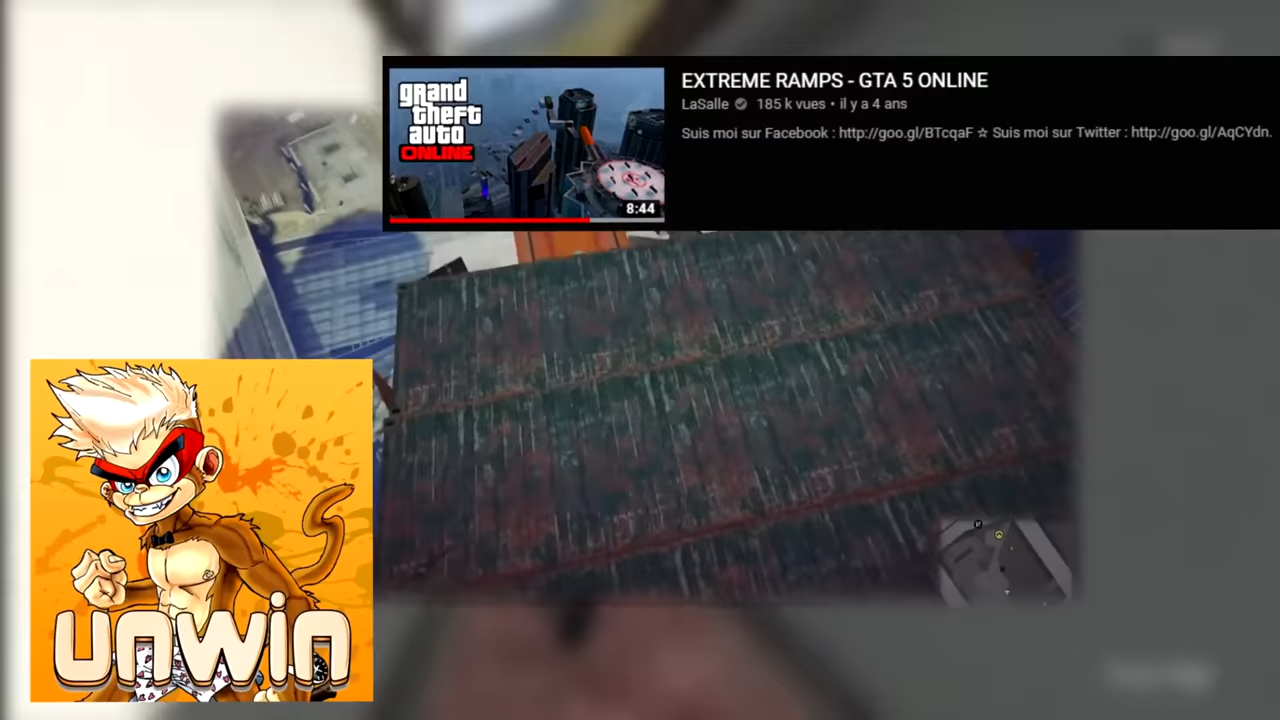 grand
theft
auto
ONLINE
8:44
EXTREME RAMPS - GTA 5 ONLINE
LaSalle 185 k vues • il y a 4 ans
Suis moi sur Facebook : http://goo.gl/BTcqaF ☆ Suis moi sur Twitter : http://goo.gl/AqCYdn.
unwin